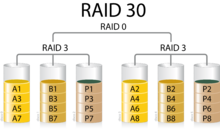 RAID 30
RAID 0
RAID 3 RAID 3
A1 B1 P1 A2 B2 P2
A3 B3 P3 A4 B4 P4
A5 B5 P5 A6 B6 P6
A7 B7 P7 A8 B8 P8